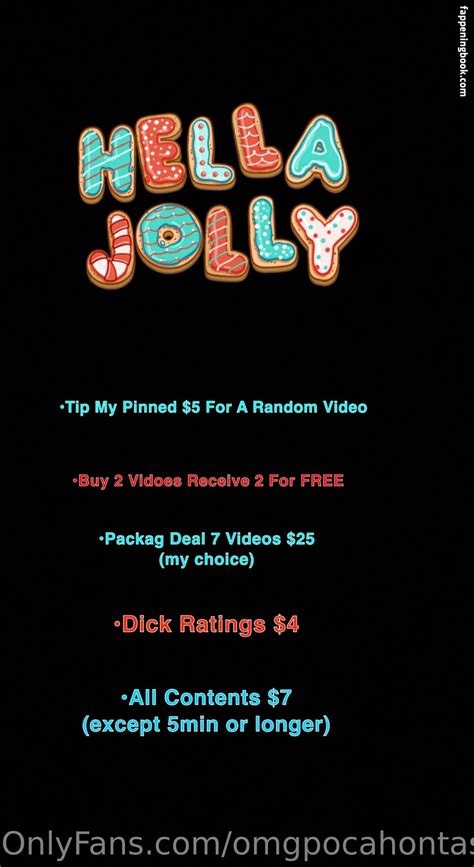 fappeningbook.com
HELLA
JOLLY
•Tip My Pinned $5 For A Random Video
•Buy 2 Vidoes Receive 2 For FREE
•Packag Deal 7 Videos $25
(my choice)
•Dick Ratings $4
•All Contents $7
(except 5min or longer)
OnlyFans.com/omgpocahontas